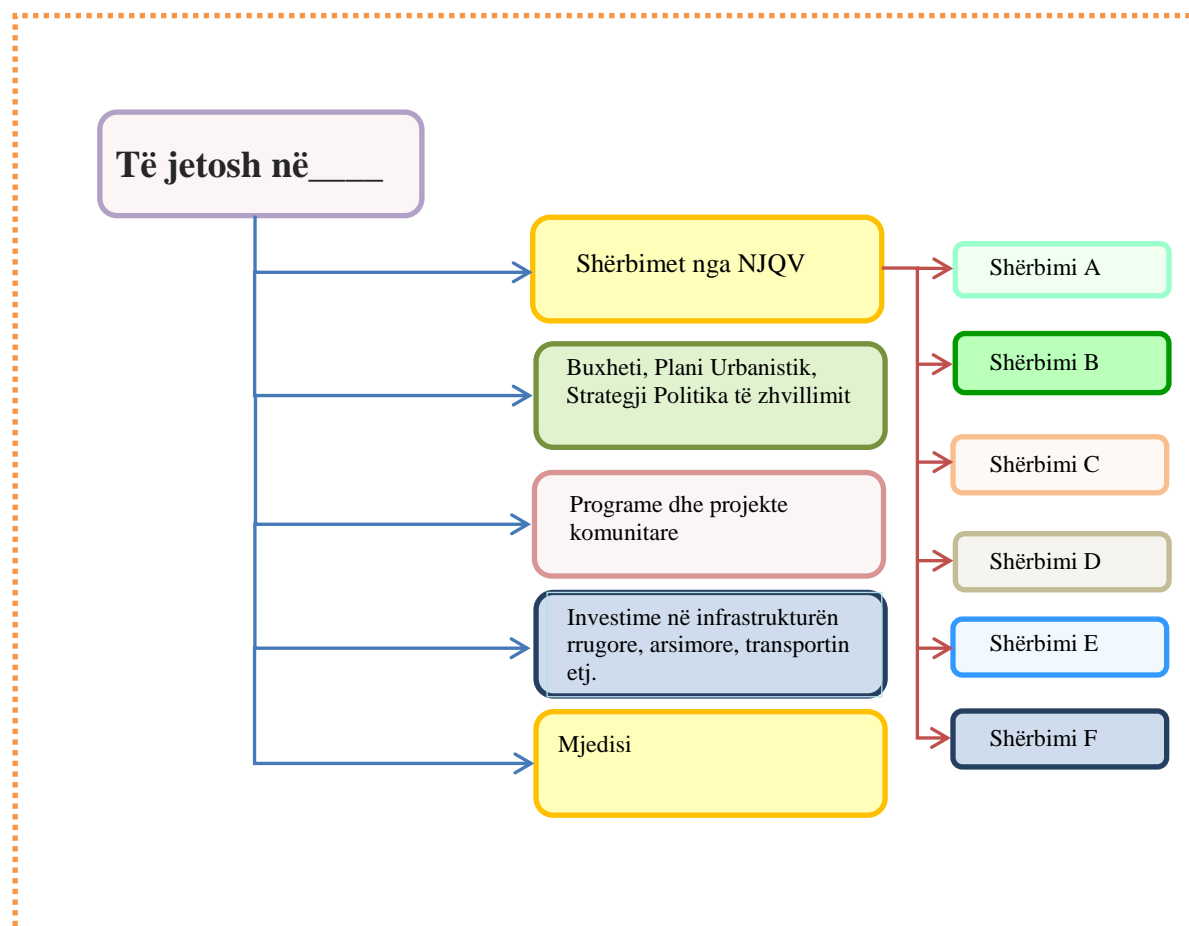 Të jetosh në____
Shërbimet nga NJQV
Buxheti, Plani Urbanistik,
Strategji Politika të zhvillimit
Programe dhe projekte
komunitare
Investime në infrastrukturën
rrugore, arsimore, transportin
etj.
Mjedisi
Shërbimi A
Shërbimi B
Shërbimi C
Shërbimi D
Shërbimi E
Shërbimi F